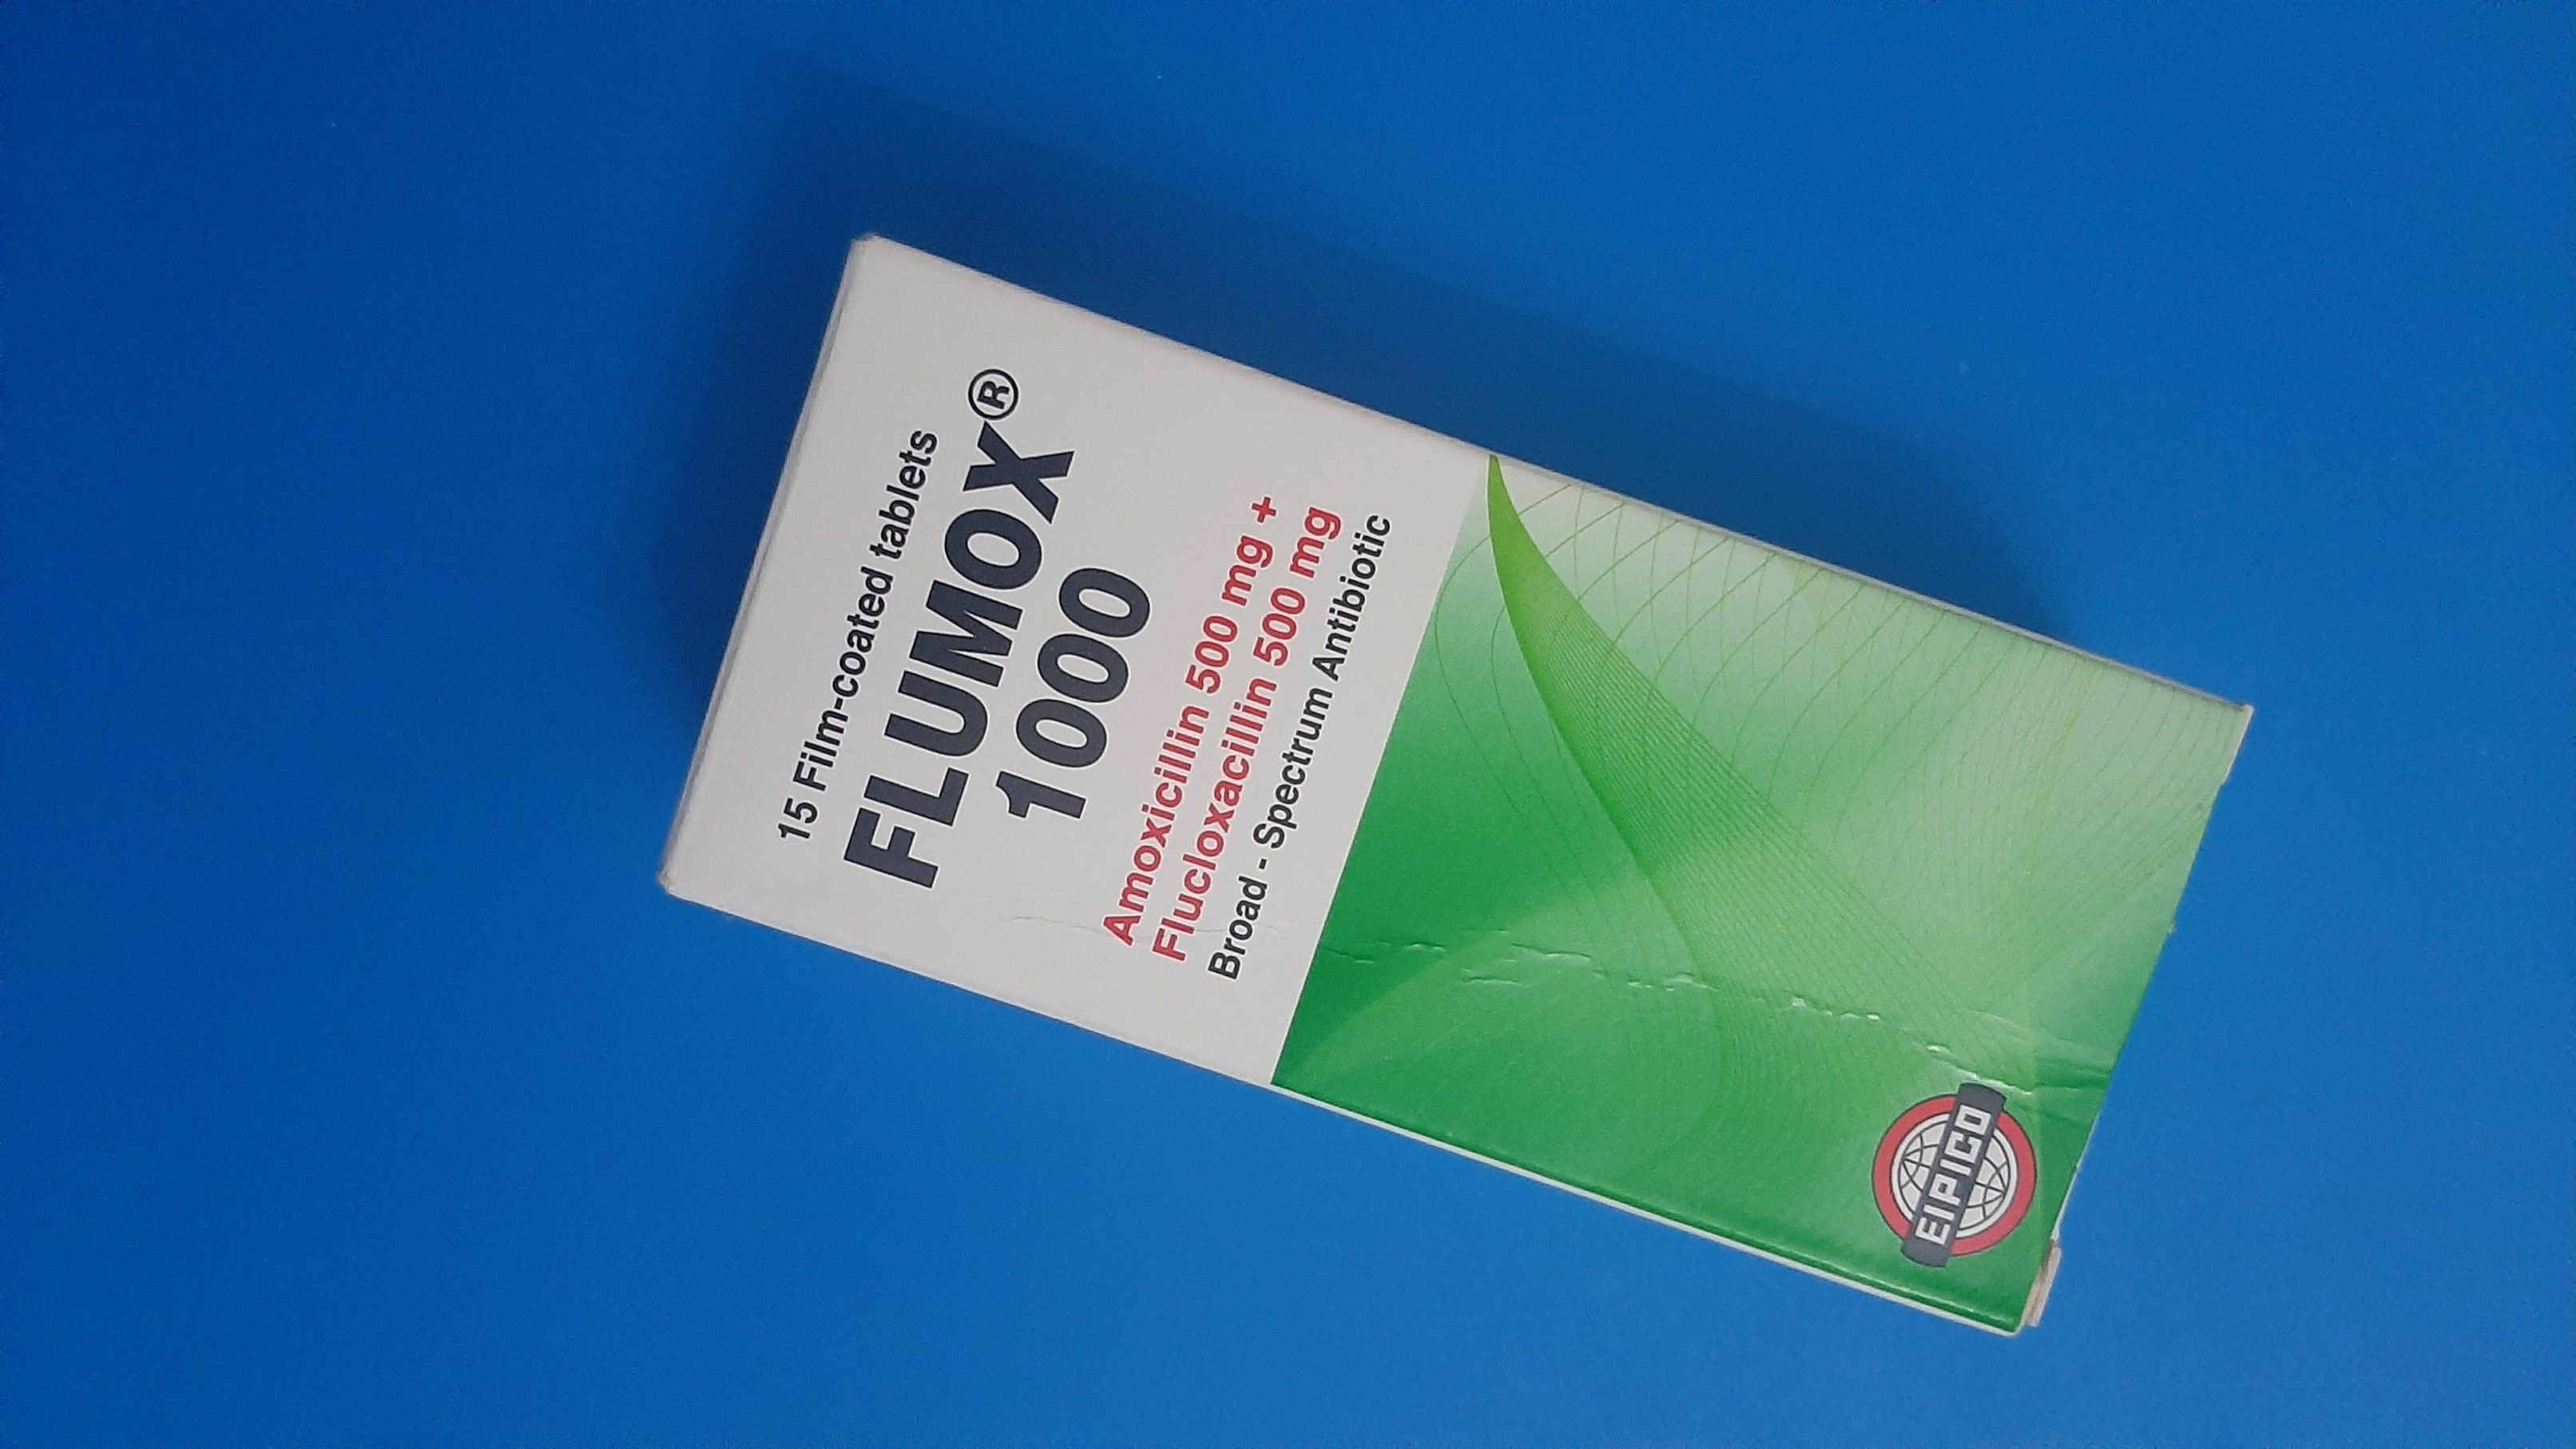 15 Film-coated tablets
FLUMOX®
1000
Amoxicillin 500 mg +
Flucloxacillin 500 mg
Broad - Spectrum Antibiotic
EIPICO